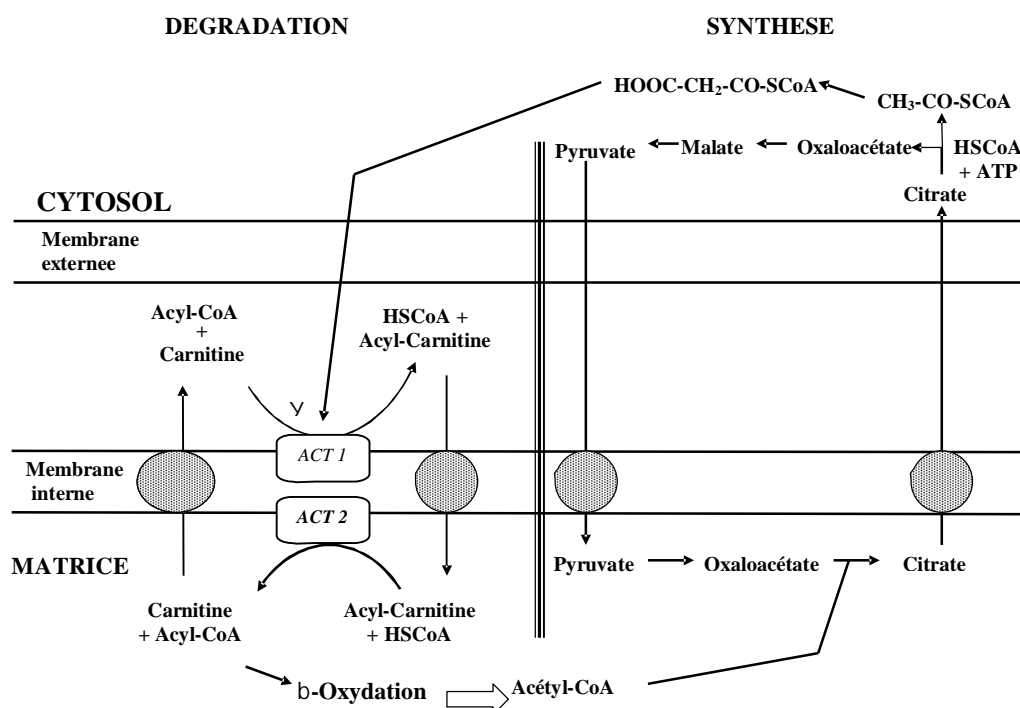 DEGRADATION
SYNTHESE
HOOC-CH₂-CO-SCoA
CH₃-CO-SCoA
Pyruvate
Malate
Oxaloacétate
HSCoA
+ ATP
Citrate
CYTOSOL
Membrane
externee
Acyl-CoA
+
Carnitine
HSCoA +
Acyl-Carnitine
Y
ACT 1
Membrane
interne
ACT 2
MATRICE
Pyruvate
Oxaloacétate
Citrate
Carnitine
+ Acyl-CoA
Acyl-Carnitine
+ HSCoA
b-Oxydation
Acétyl-CoA